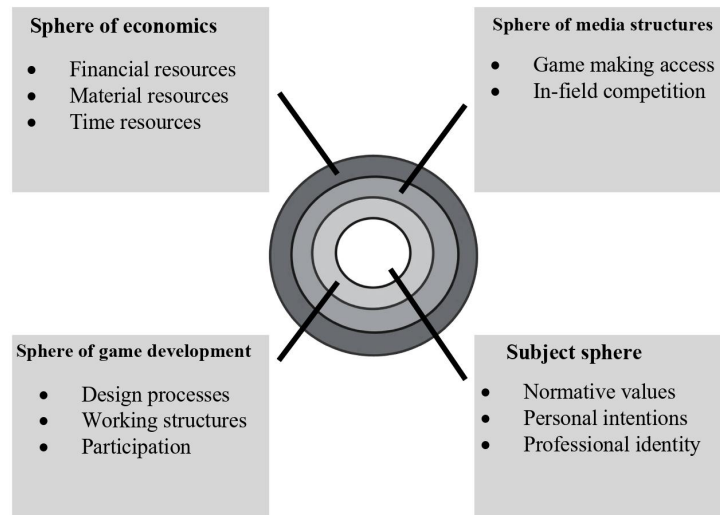 Sphere of economics
• Financial resources
• Material resources
• Time resources
Sphere of media structures
• Game making access
• In-field competition
Sphere of game development
• Design processes
• Working structures
• Participation
Subject sphere
• Normative values
• Personal intentions
• Professional identity